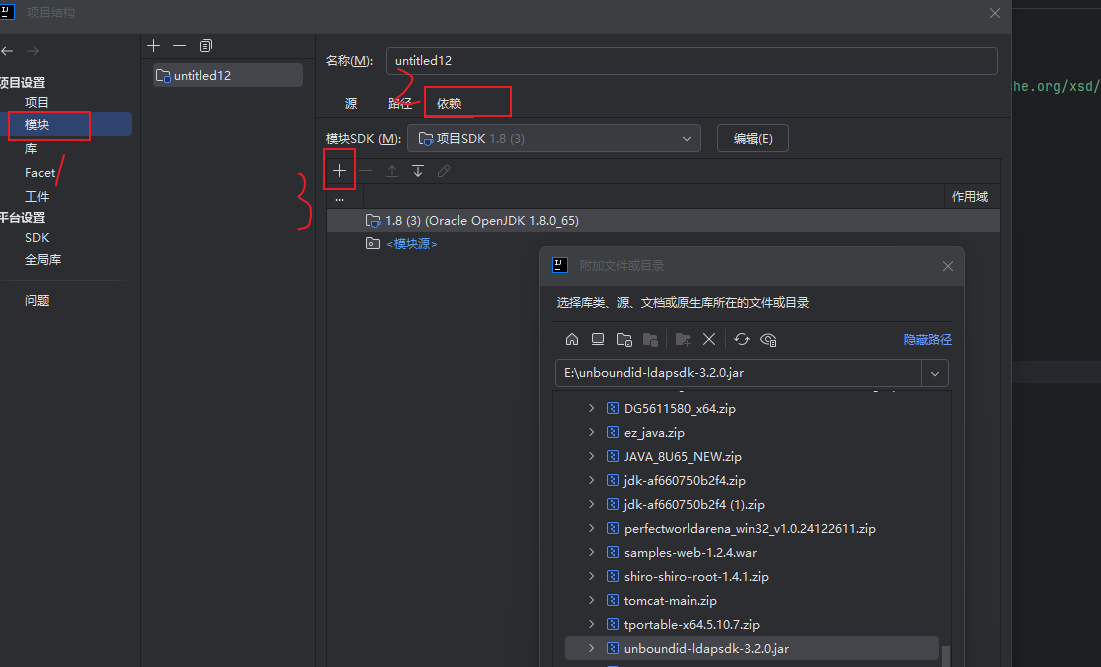 项目结构
名称(M):
untitled12
untitled12
项目设置
项目
模块
库
Facet
工件
平台设置
SDK
全局库
问题
源
路径
依赖
模块SDK (M):
项目SDK 1.8 (3)
编辑(E)
...
作用域
1.8 (3) (Oracle OpenJDK 1.8.0_65)
<模块源>
附加文件或目录
选择库类、源、文档或原生库所在的文件或目录
隐藏路径
E:\unboundid-ldapsdk-3.2.0.jar
DG5611580_x64.zip
ez_java.zip
JAVA_8U65_NEW.zip
jdk-af660750b2f4.zip
jdk-af660750b2f4 (1).zip
perfectworldarena_win32_v1.0.24122611.zip
samples-web-1.2.4.war
shiro-shiro-root-1.4.1.zip
tomcat-main.zip
tportable-x64.5.10.7.zip
unboundid-ldapsdk-3.2.0.jar
che.org/xsd/